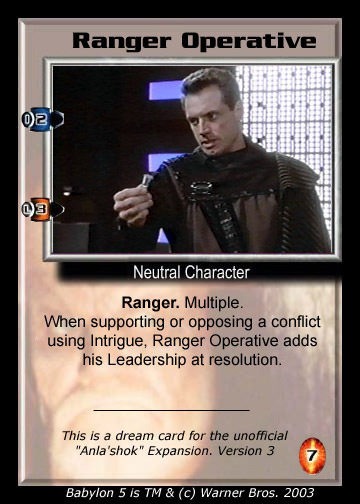 Ranger Operative
I 2
L 3
Neutral Character
Ranger. Multiple.
When supporting or opposing a conflict
using Intrigue, Ranger Operative adds
his Leadership at resolution.
This is a dream card for the unofficial
"Anla'shok" Expansion. Version 3
7
Babylon 5 is TM & (c) Warner Bros. 2003